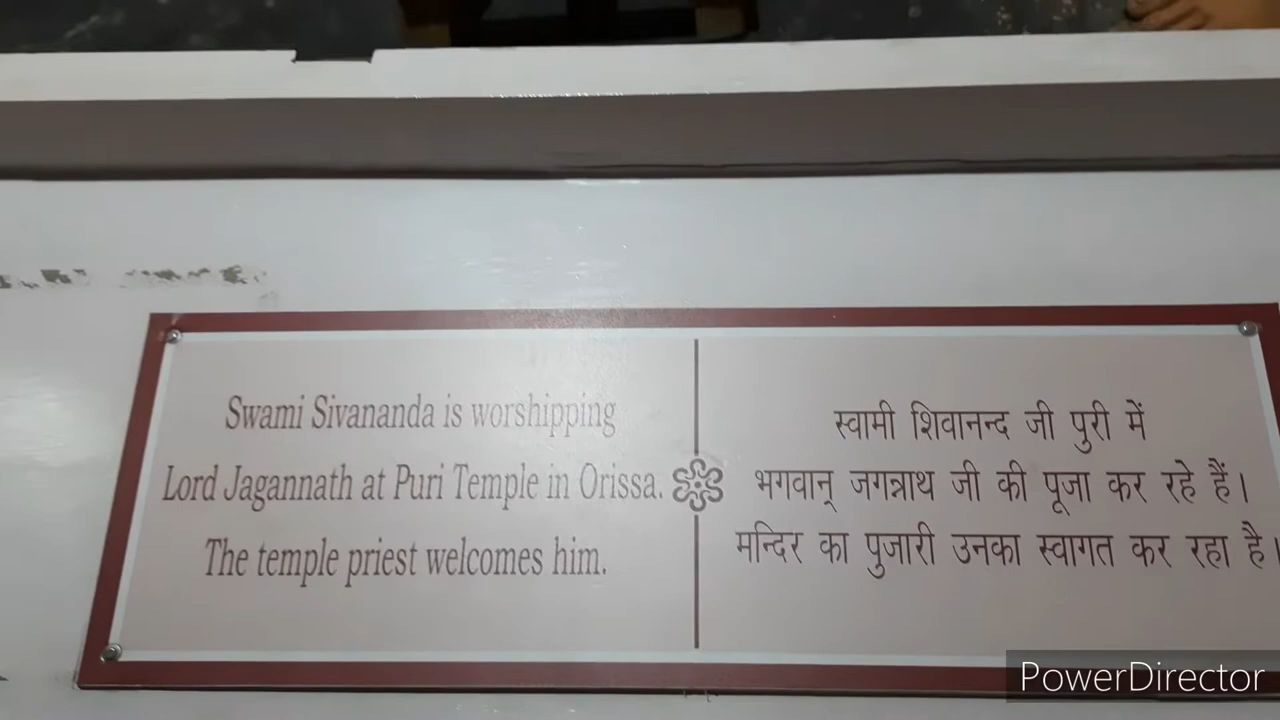 Swami Sivananda is worshipping
Lord Jagannath at Puri Temple in Orissa.
The temple priest welcomes him.
स्वामी शिवानन्द जी पुरी में
भगवान् जगन्नाथ जी की पूजा कर रहे हैं।
मन्दिर का पुजारी उनका स्वागत कर रहा है।
PowerDirector